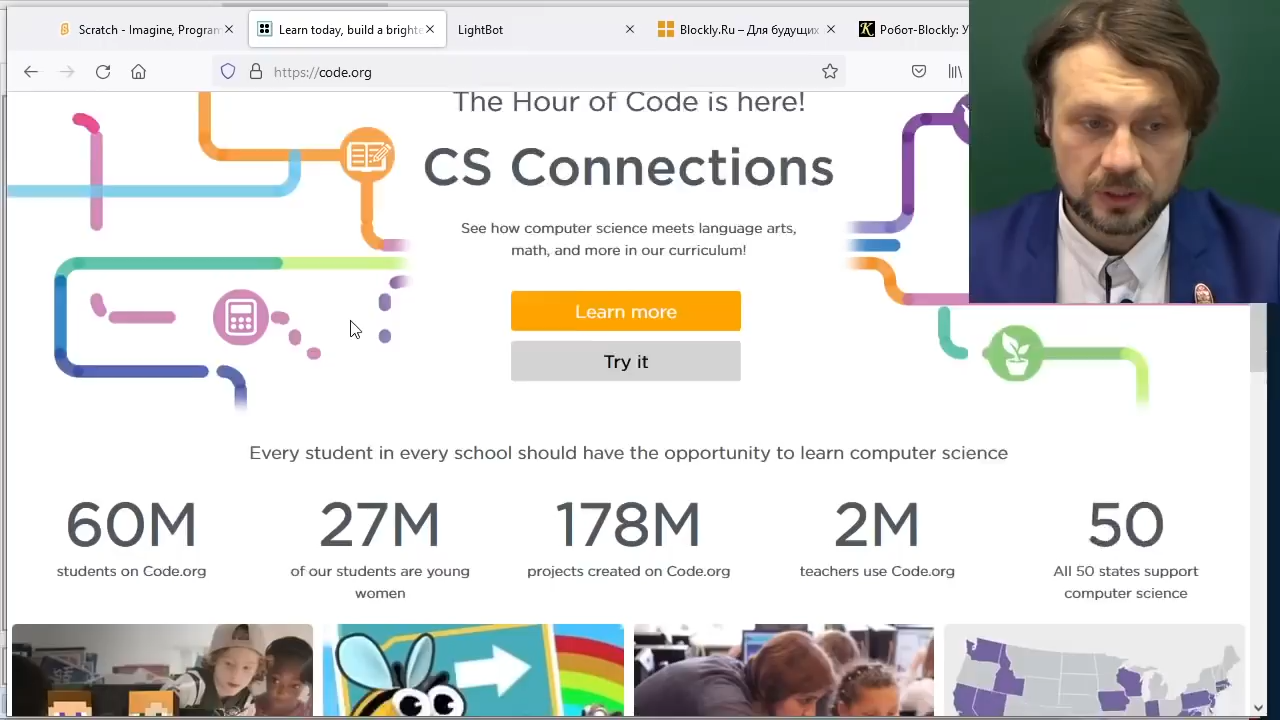 Scratch - Imagine, Program
Learn today, build a brighte
LightBot
Blockly.Ru – Для будущих
Робот-Blockly: У
https://code.org
The Hour of Code is here!
CS Connections
See how computer science meets language arts,
math, and more in our curriculum!
Learn more
Try it
Every student in every school should have the opportunity to learn computer science
60M
27M
178M
2M
50
students on Code.org
of our students are young
women
projects created on Code.org
teachers use Code.org
All 50 states support
computer science